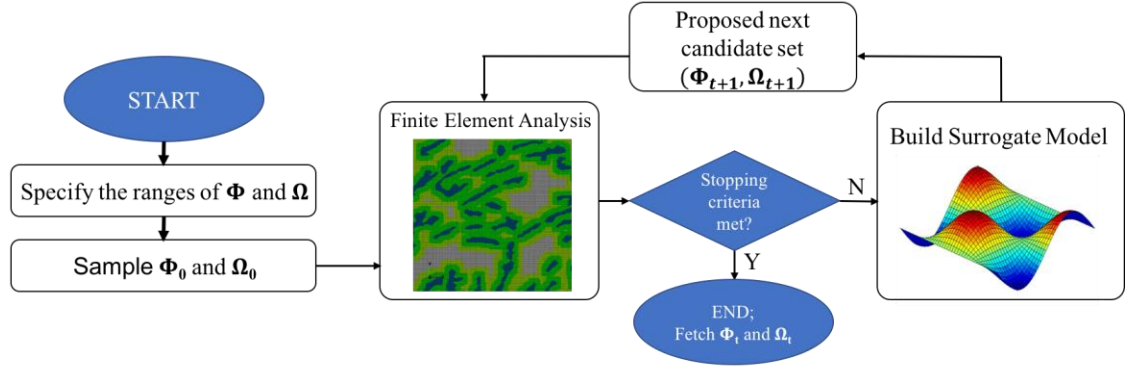 START
Specify the ranges of Φ and Ω
Sample Φ₀ and Ω₀
Finite Element Analysis
Stopping
criteria
met?
Y
END;
Fetch Φₜ and Ωₜ
N
Build Surrogate Model
Proposed next
candidate set
(Φₜ₊₁, Ωₜ₊₁)